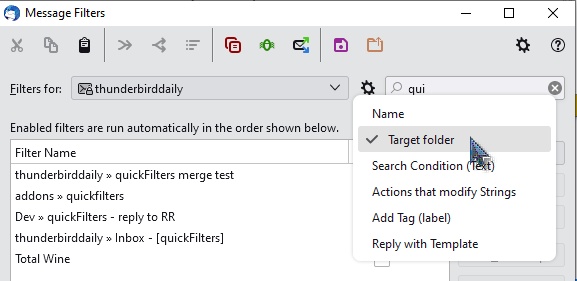 Message Filters
Filters for:
thunderbirddaily
qui
Name
Target folder
Search Condition (Text)
Actions that modify Strings
Add Tag (label)
Reply with Template
Enabled filters are run automatically in the order shown below.
Filter Name
thunderbirddaily » quickFilters merge test
addons » quickfilters
Dev » quickFilters - reply to RR
thunderbirddaily » Inbox - [quickFilters]
Total Wine